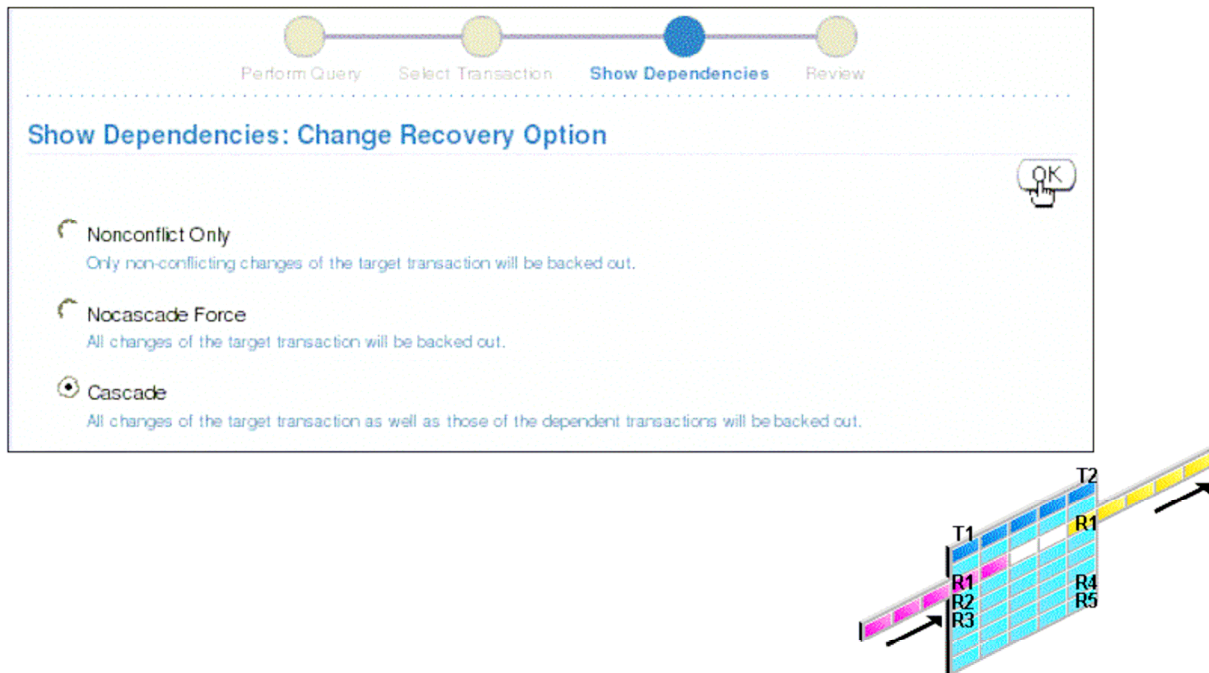 Perform Query Select Transaction Show Dependencies Review
Show Dependencies: Change Recovery Option
OK
Nonconflict Only
Only non-conflicting changes of the target transaction will be backed out.
Nocascade Force
All changes of the target transaction will be backed out.
Cascade
All changes of the target transaction as well as those of the dependent transactions will be backed out.
T2
R1
T1
R1
R4
R2
R5
R3